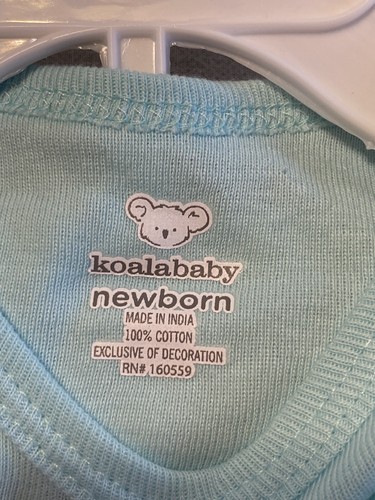 koalababy
newborn
MADE IN INDIA
100% COTTON
EXCLUSIVE OF DECORATION
RN# 160559